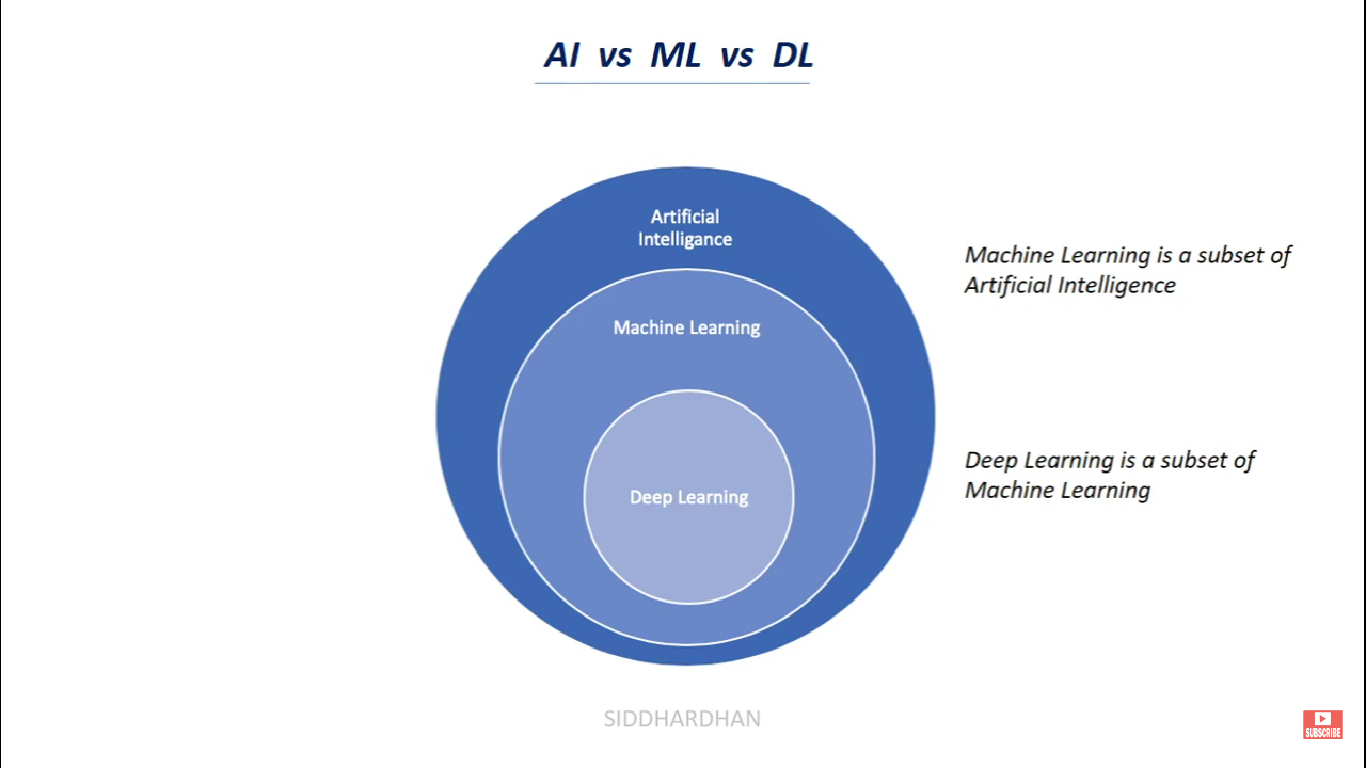 AI vs ML vs DL
Artificial
Intelligance
Machine Learning
Deep Learning
Machine Learning is a subset of
Artificial Intelligence
Deep Learning is a subset of
Machine Learning
SIDDHARDHAN
SUBSCRIBE